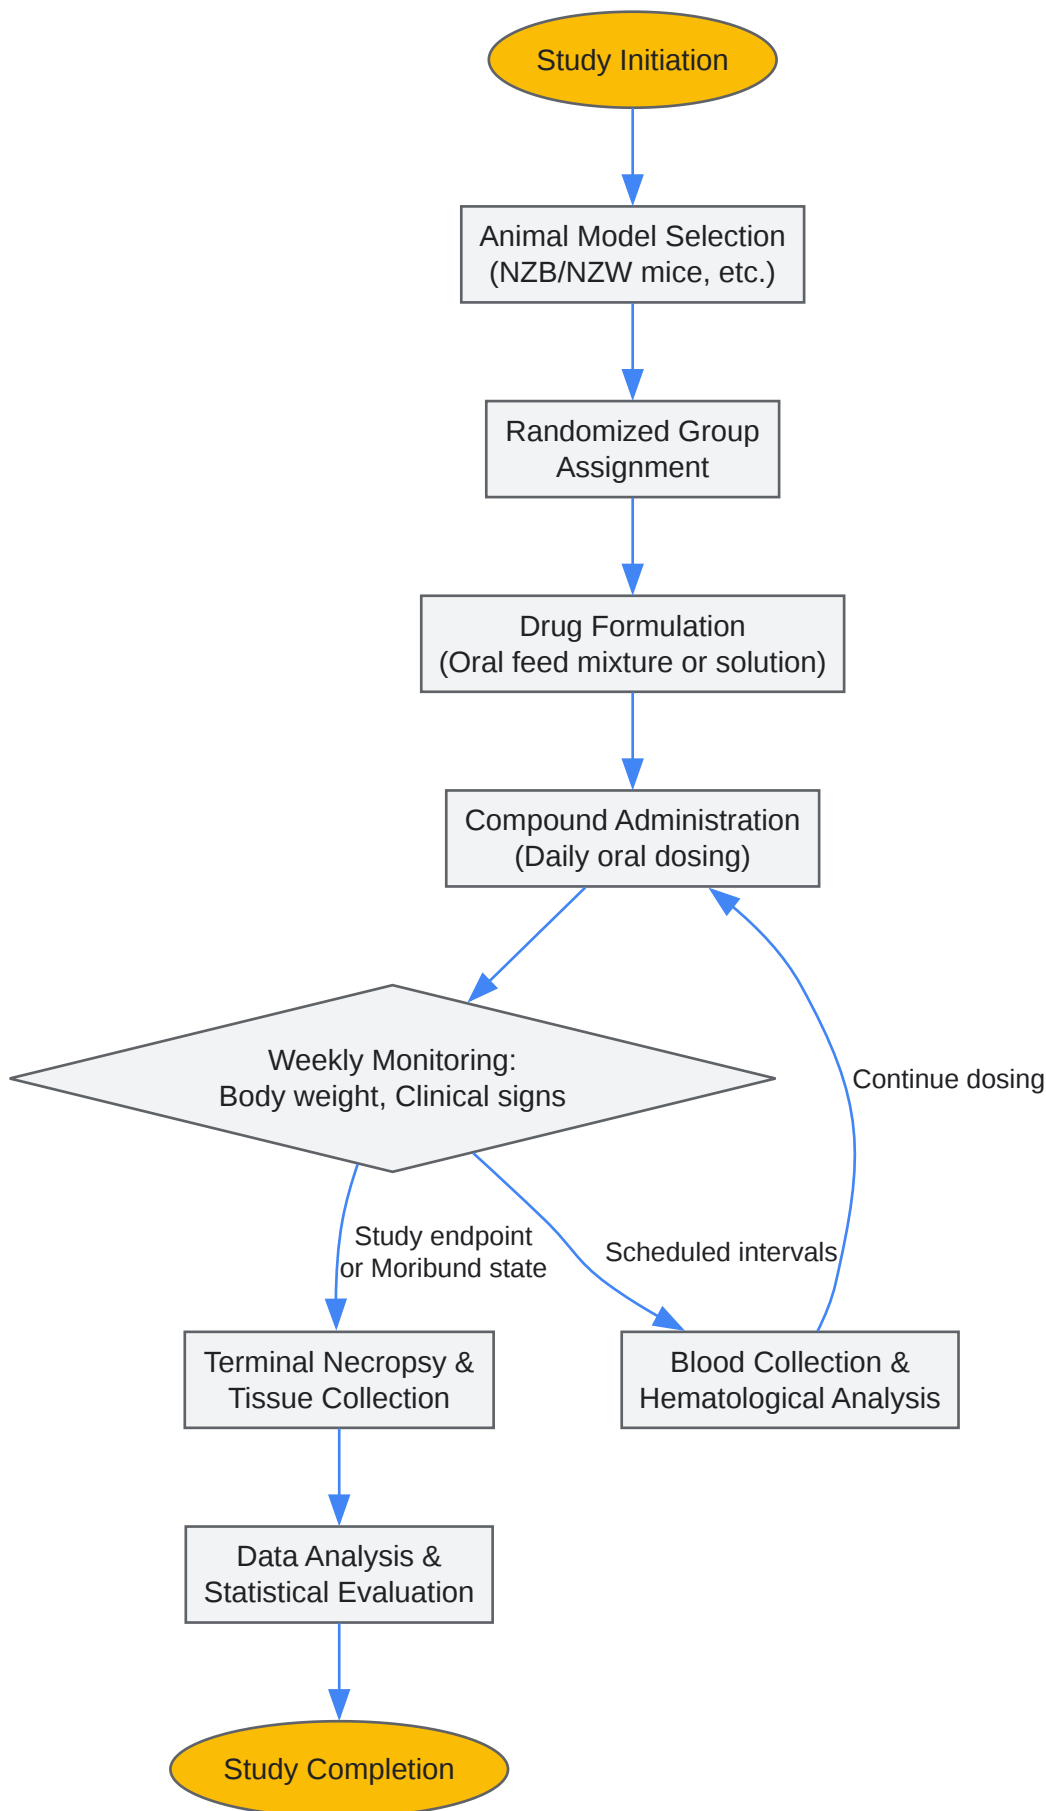 Study Initiation
Animal Model Selection
(NZB/NZW mice, etc.)
Randomized Group
Assignment
Drug Formulation
(Oral feed mixture or solution)
Compound Administration
(Daily oral dosing)
Weekly Monitoring:
Body weight, Clinical signs
Continue dosing
Study endpoint
or Moribund state
Scheduled intervals
Terminal Necropsy &
Tissue Collection
Blood Collection &
Hematological Analysis
Data Analysis &
Statistical Evaluation
Study Completion